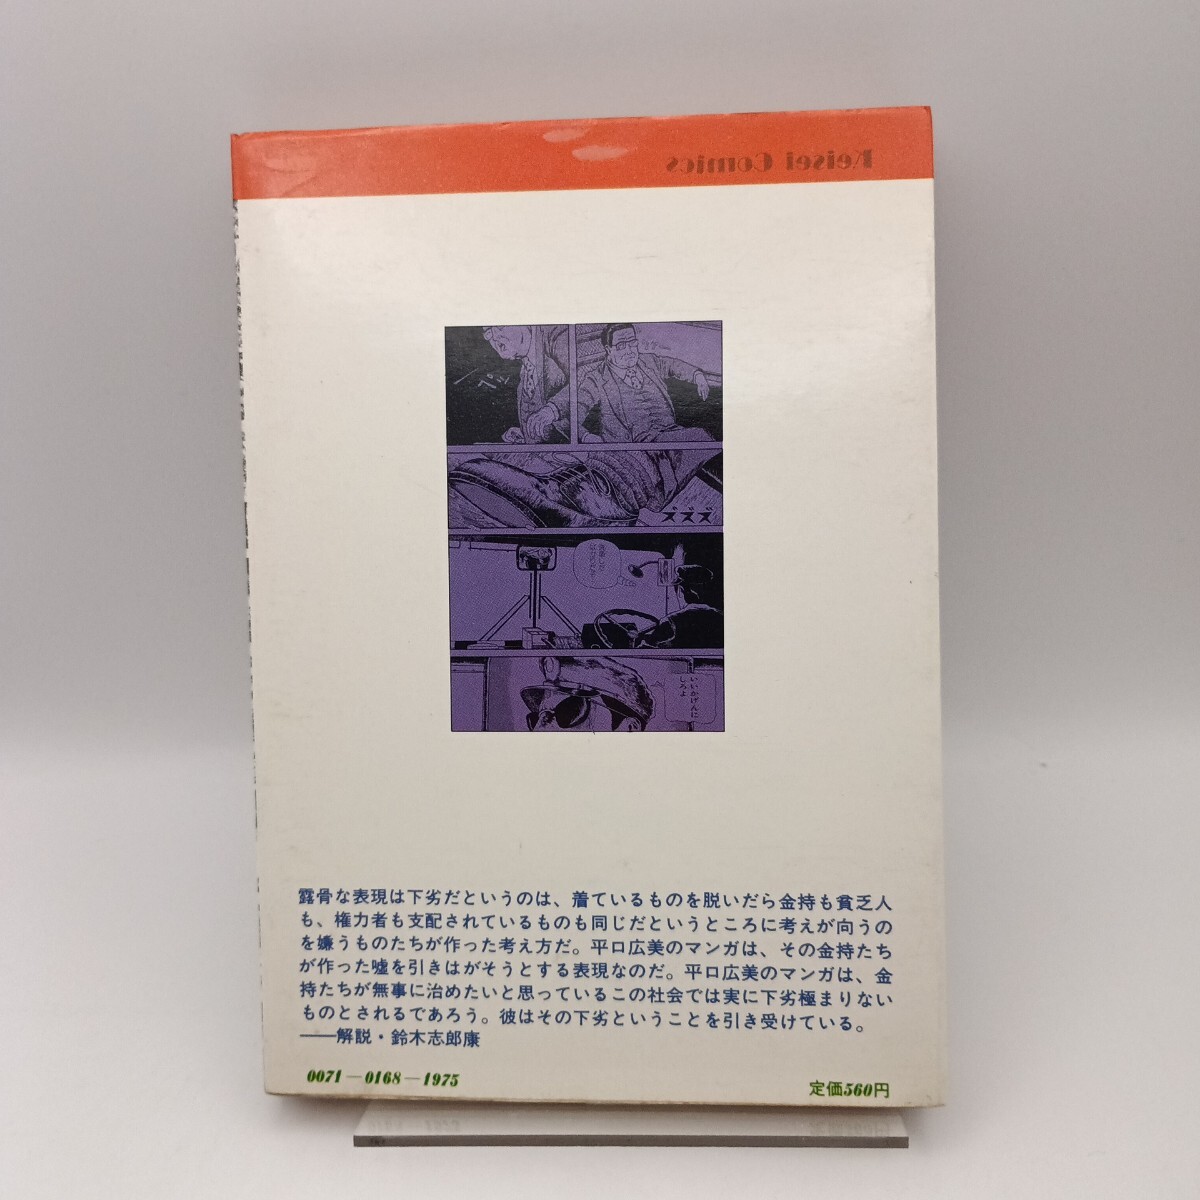 Keisei Comics
ペッ
ズズズ
いいかげんに
しろよ
露骨な表現は下劣だというのは、着ているものを脱いだら金持も貧乏人
も、権力者も支配されているものも同じだというところに考えが向うの
を嫌うものたちが作った考え方だ。平口広美のマンガは、その金持たち
が作った嘘を引きはがそうとする表現なのだ。平口広美のマンガは、金
持たちが無事に治めたいと思っているこの社会では実に下劣極まりない
ものとされるであろう。彼はその下劣ということを引き受けている。
――解説・鈴木志郎康
0071—0168—1975
定価560円